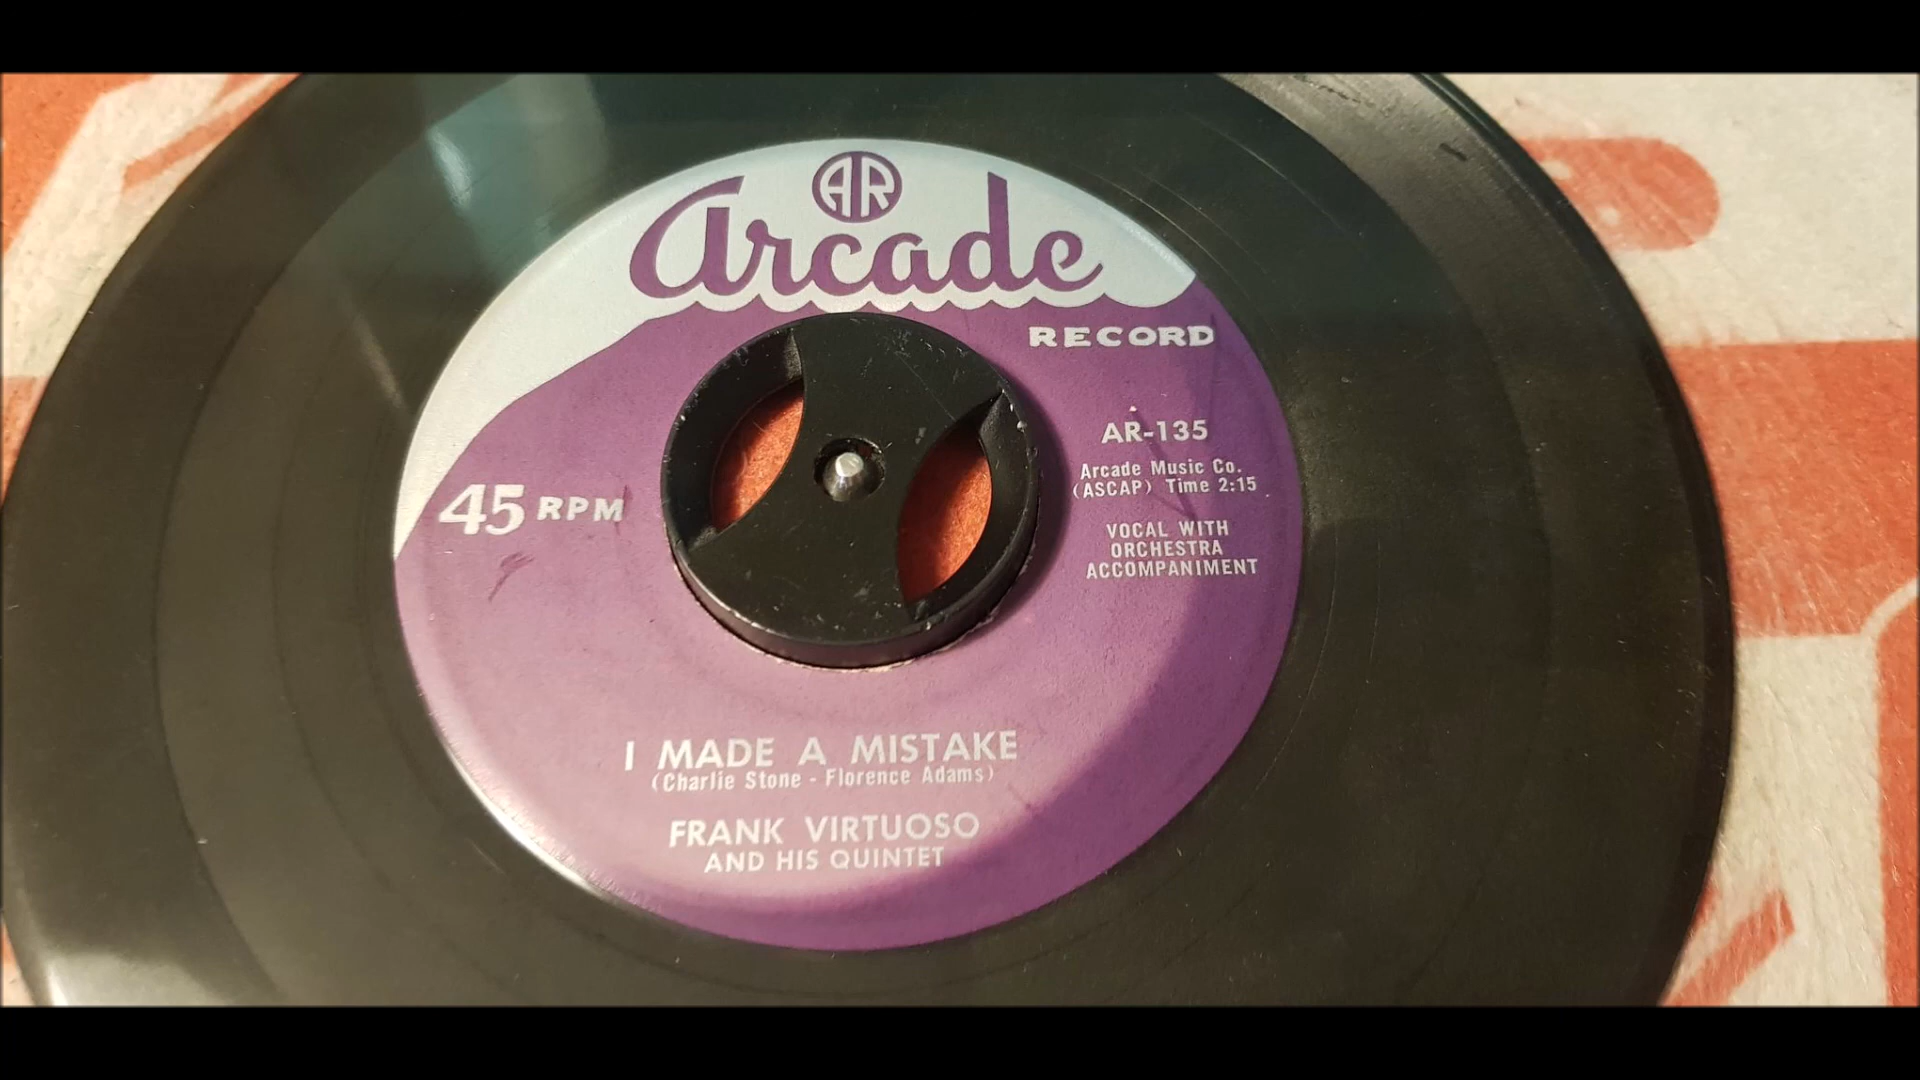 AR
arcade
RECORD
AR-135
Arcade Music Co.
(ASCAP) Time 2:15
45 RPM
VOCAL WITH
ORCHESTRA
ACCOMPANIMENT
I MADE A MISTAKE
(Charlie Stone - Florence Adams)
FRANK VIRTUOSO
AND HIS QUINTET